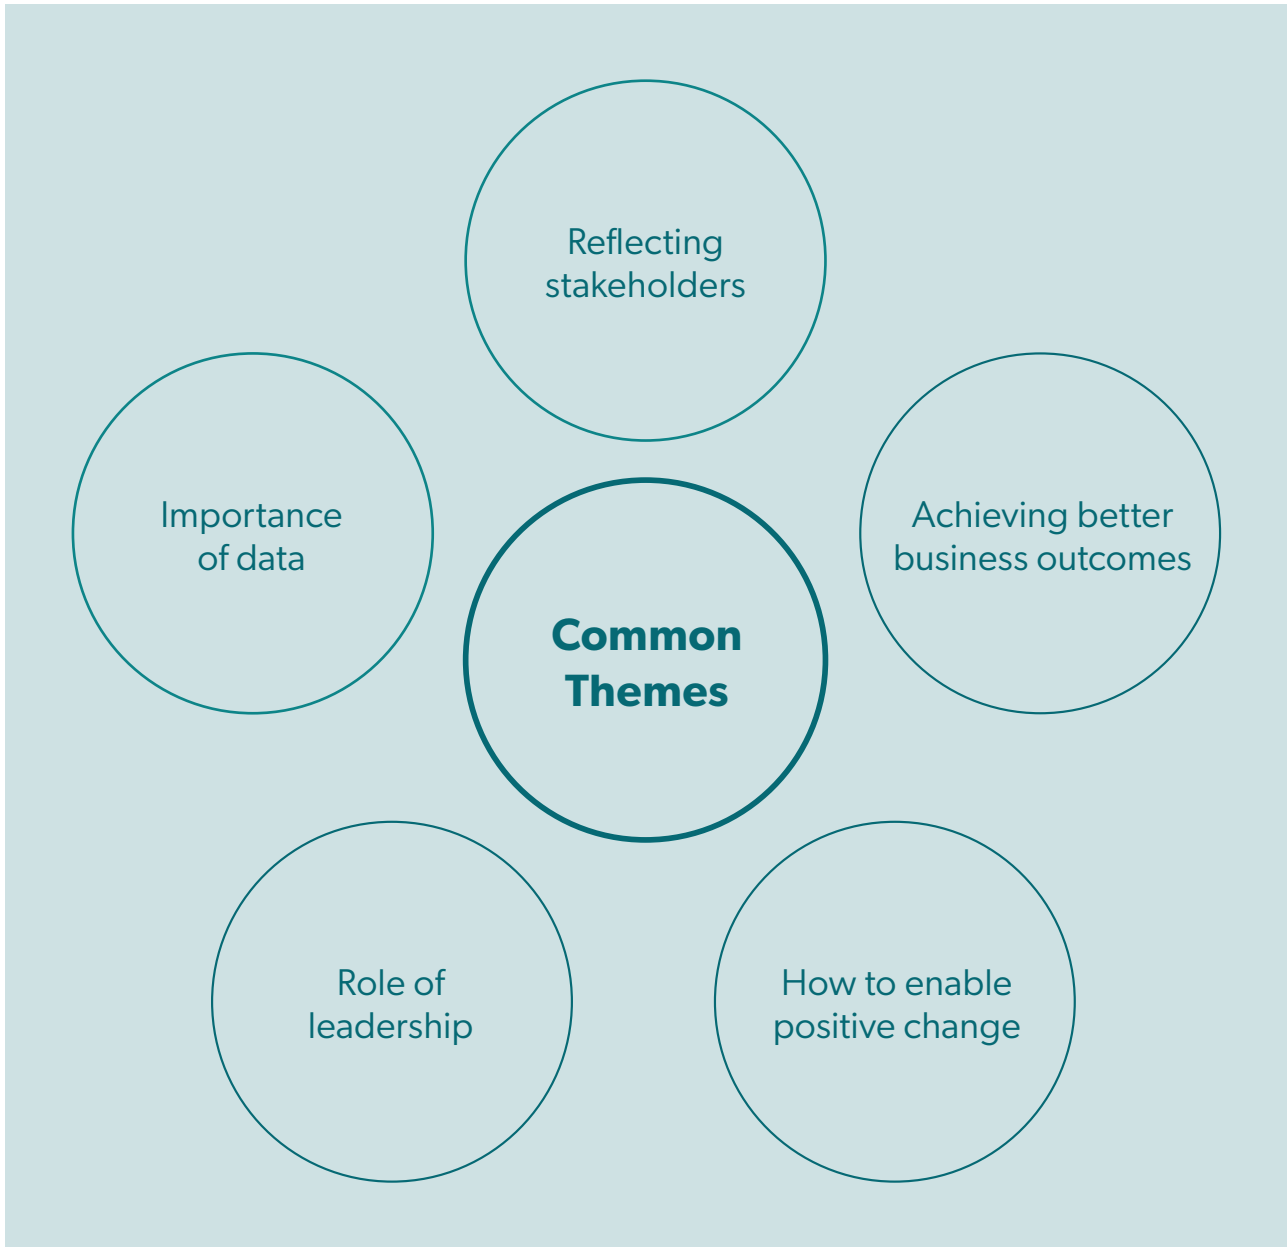 Reflecting
stakeholders
Importance
of data
Achieving better
business outcomes
Common
Themes
Role of
leadership
How to enable
positive change